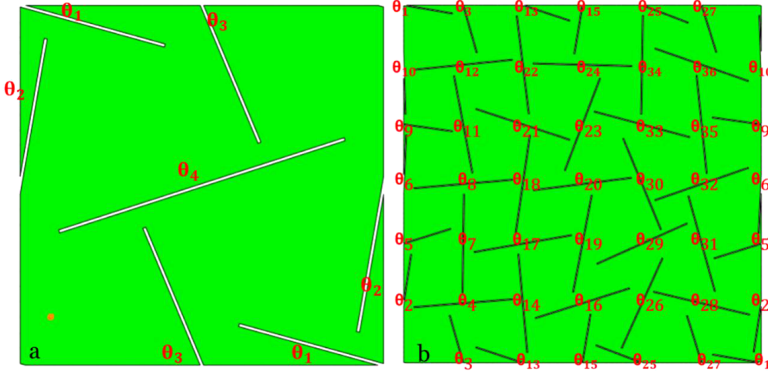 θ1 θ3
θ2
θ4
θ2
θ3 θ1
a
θ1 θ3 θ13 θ15 θ25 θ27
θ10 θ12 θ22 θ24 θ34 θ36
θ9 θ11 θ21 θ23 θ33 θ35 θ9
θ6 θ8 θ18 θ20 θ30 θ32 θ6
θ5 θ7 θ17 θ19 θ29 θ31 θ5
θ2 θ4 θ14 θ16 θ26 θ28 θ2
θ3 θ13 θ15 θ25 θ27
b